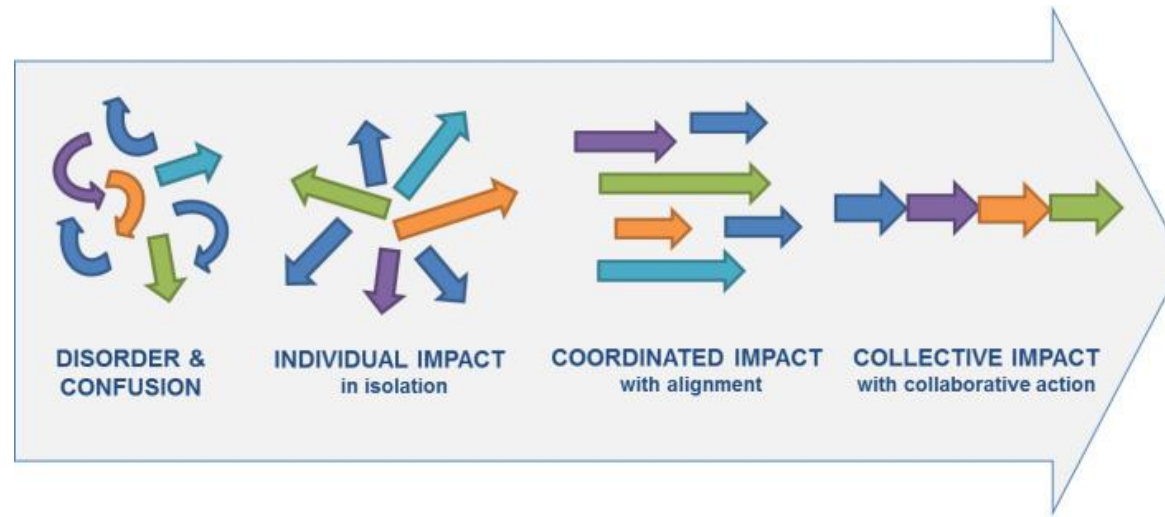 DISORDER &
CONFUSION
INDIVIDUAL IMPACT
in isolation
COORDINATED IMPACT
with alignment
COLLECTIVE IMPACT
with collaborative action